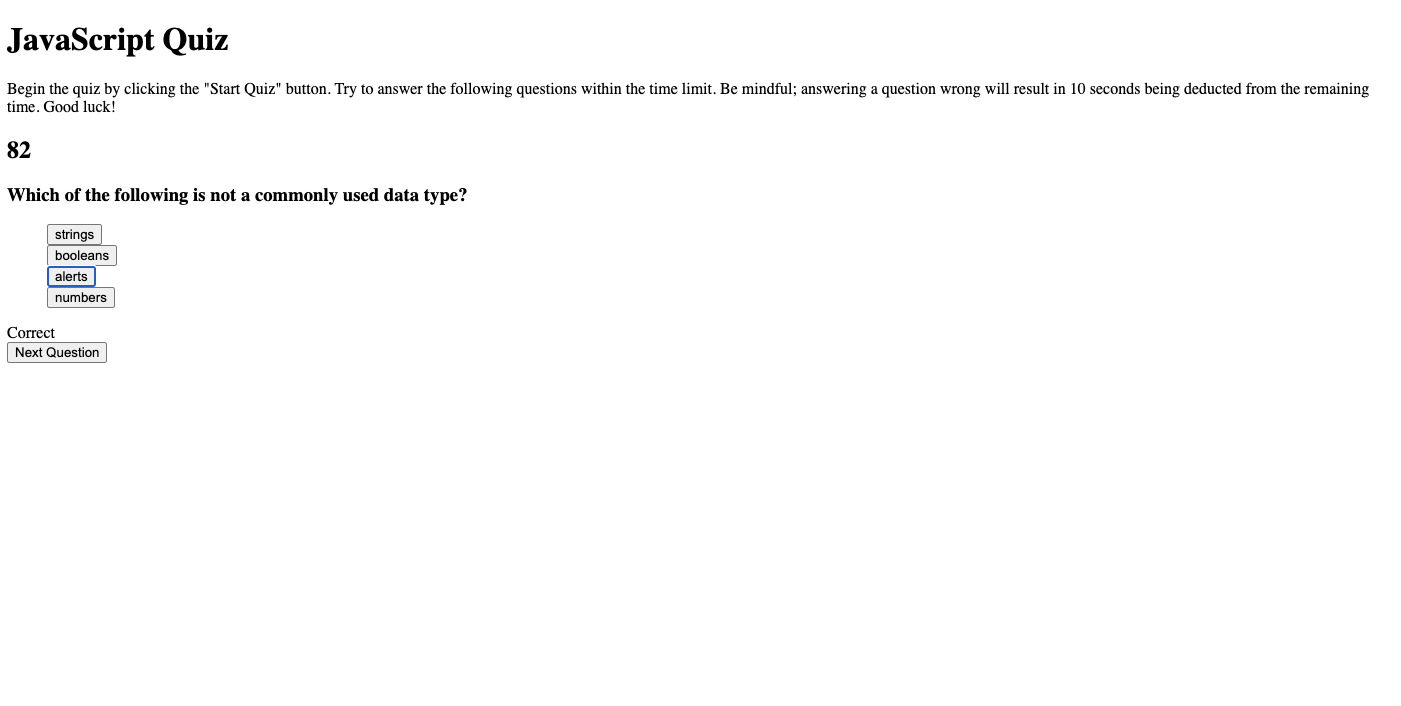 JavaScript Quiz
Begin the quiz by clicking the "Start Quiz" button. Try to answer the following questions within the time limit. Be mindful; answering a question wrong will result in 10 seconds being deducted from the remaining
time. Good luck!
82
Which of the following is not a commonly used data type?
strings
booleans
alerts
numbers
Correct
Next Question